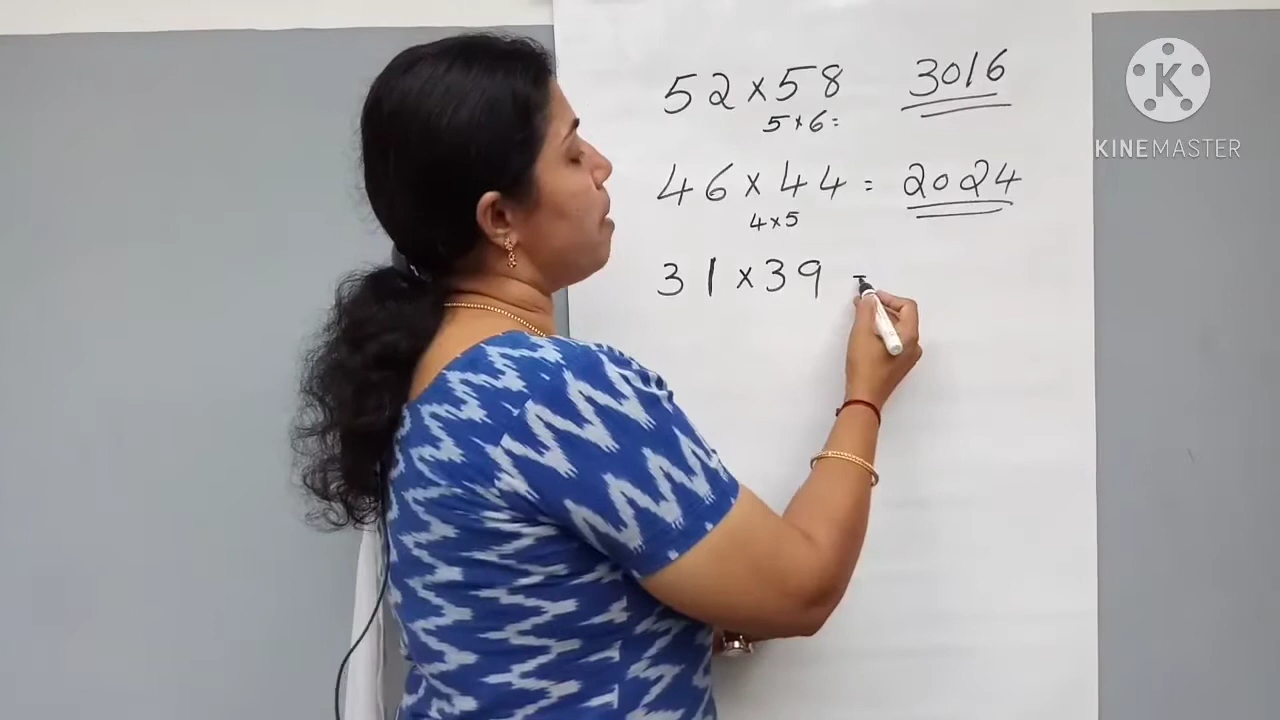 52×58 3016
5×6=
46×44 = 2024
4×5
31×39 -
K
KINEMASTER